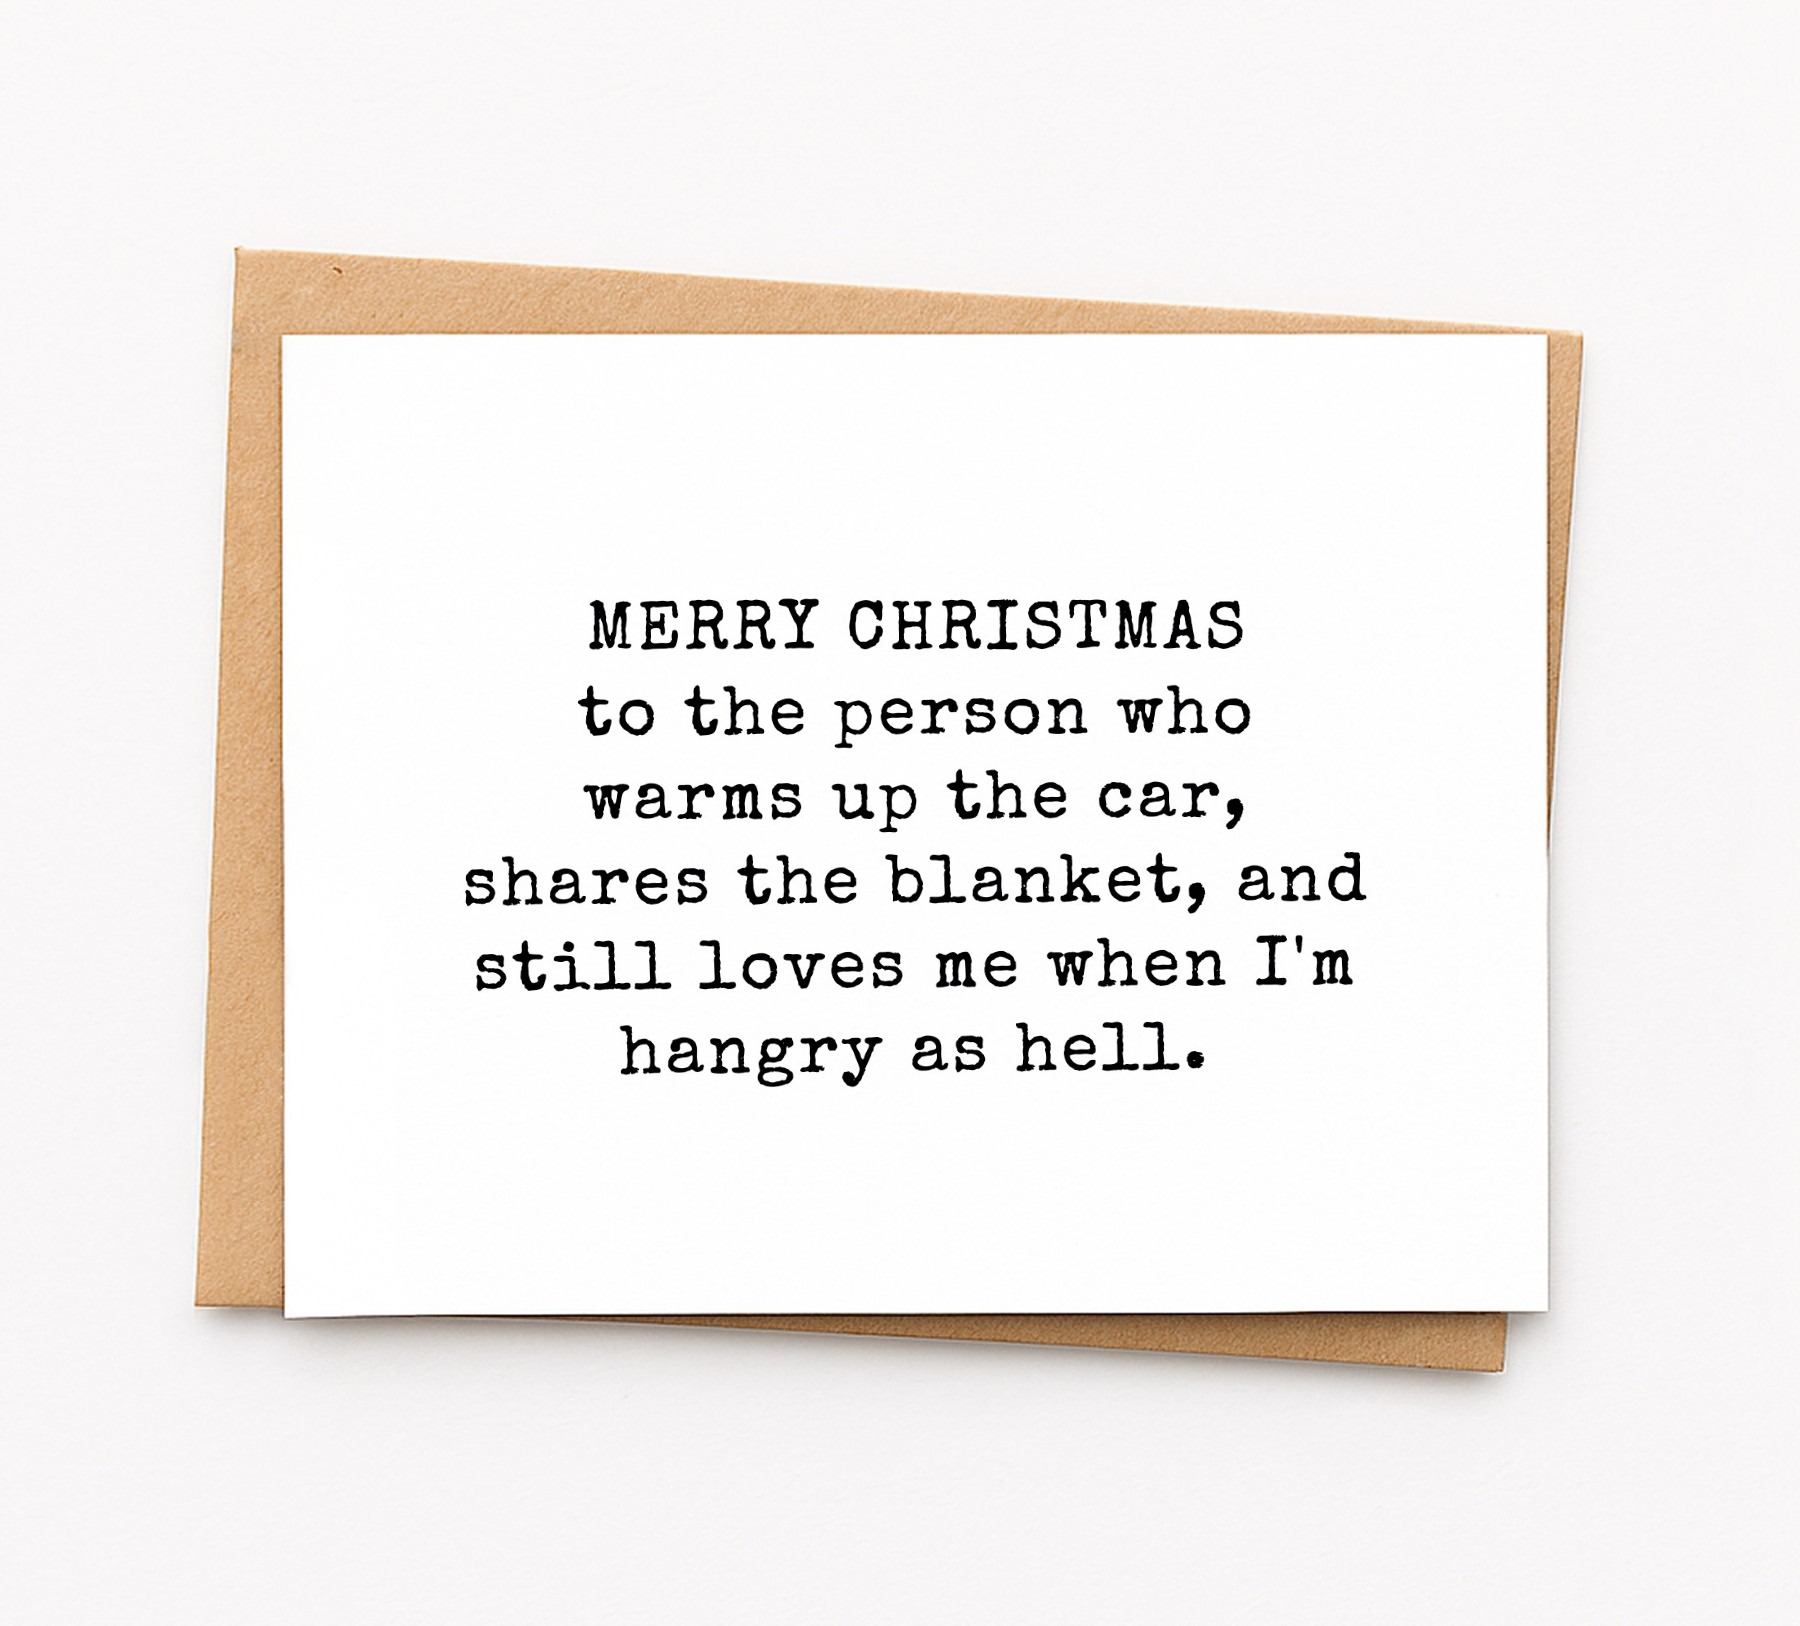 MERRY CHRISTMAS
to the person who
warms up the car,
shares the blanket, and
still loves me when I'm
hangry as hell.